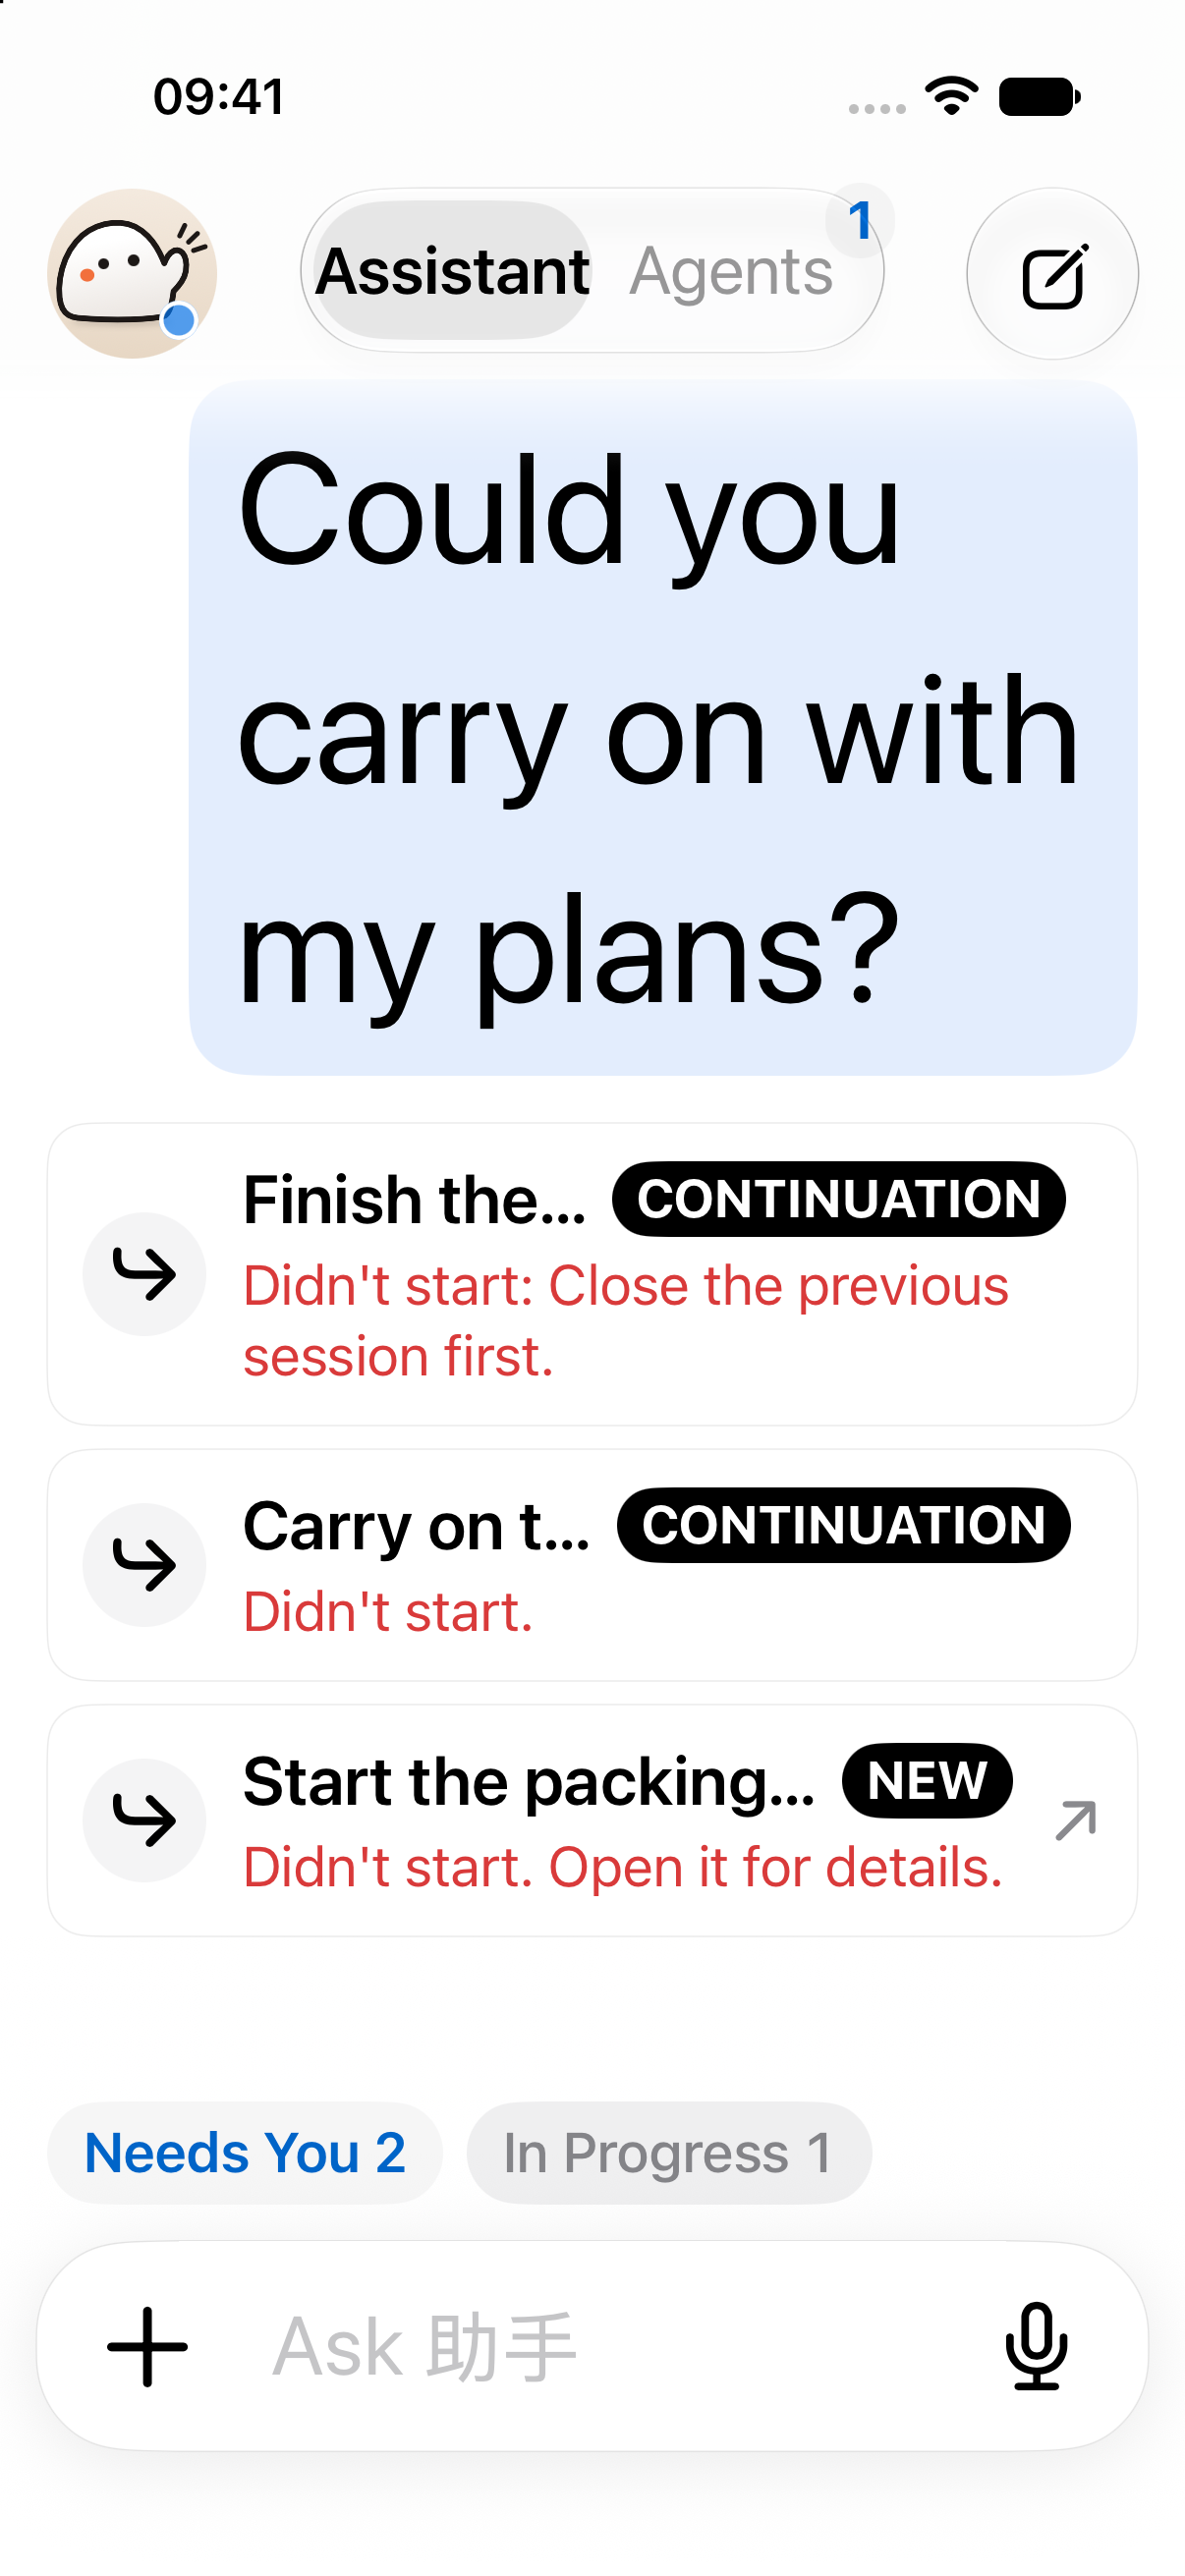 09:41
Assistant Agents 1
Could you
carry on with
my plans?
Finish the... CONTINUATION
Didn't start: Close the previous
session first.
Carry on t... CONTINUATION
Didn't start.
Start the packing... NEW
Didn't start. Open it for details.
Needs You 2 In Progress 1
Ask 助手